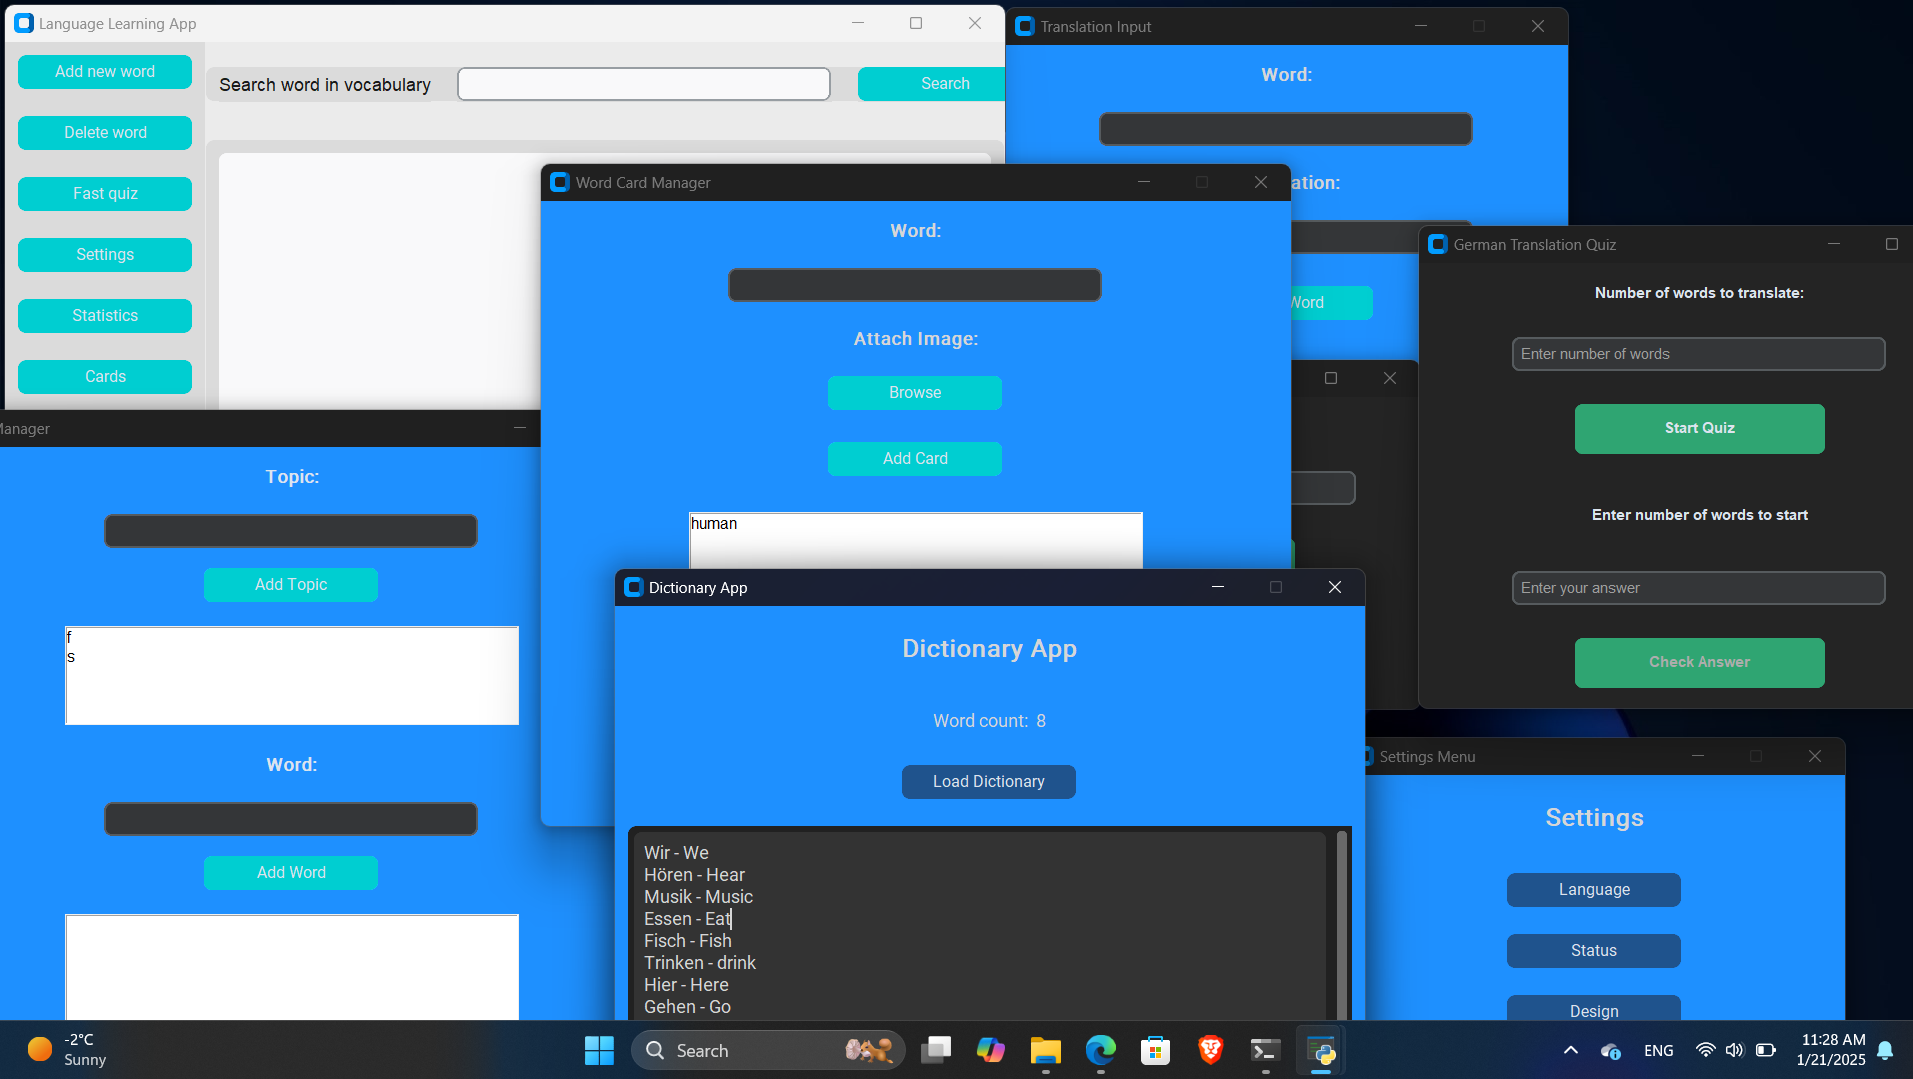 Language Learning App
Add new word
Delete word
Fast quiz
Settings
Statistics
Cards
Search word in vocabulary
Search
Translation Input
Word:
ation:
Word
Word Card Manager
Word:
Attach Image:
Browse
Add Card
human
German Translation Quiz
Number of words to translate:
Enter number of words
Start Quiz
Enter number of words to start
Enter your answer
Check Answer
Manager
Topic:
Add Topic
f
s
Word:
Add Word
Dictionary App
Dictionary App
Word count: 8
Load Dictionary
Wir - We
Hören - Hear
Musik - Music
Essen - Eat
Fisch - Fish
Trinken - drink
Hier - Here
Gehen - Go
Settings Menu
Settings
Language
Status
Design
-2°C
Sunny
Search
ENG
11:28 AM
1/21/2025